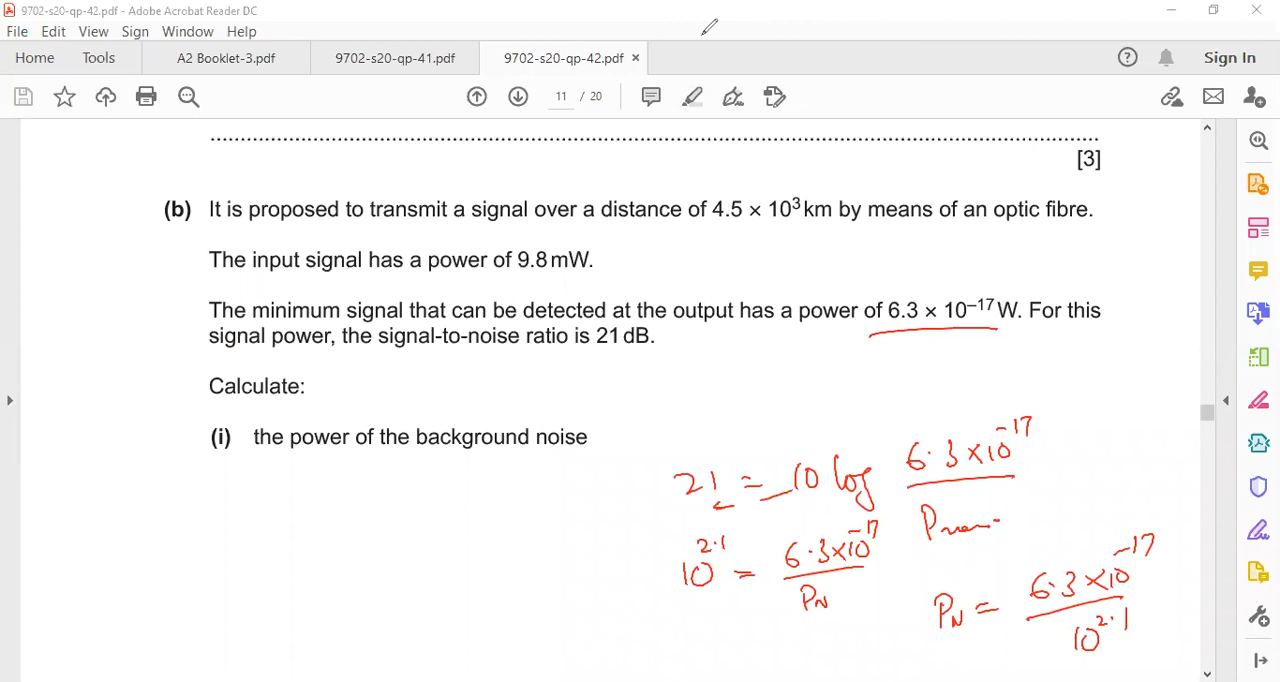 9702-s20-qp-42.pdf - Adobe Acrobat Reader DC
File Edit View Sign Window Help
Home Tools A2 Booklet-3.pdf 9702-s20-qp-41.pdf 9702-s20-qp-42.pdf × Sign In
11 / 20
[3]
(b) It is proposed to transmit a signal over a distance of 4.5 × 10³ km by means of an optic fibre.
The input signal has a power of 9.8 mW.
The minimum signal that can be detected at the output has a power of 6.3 × 10⁻¹⁷ W. For this
signal power, the signal-to-noise ratio is 21 dB.
Calculate:
(i) the power of the background noise
21 = 10 log 6.3×10⁻¹⁷
10^2.1 = 6.3×10⁻¹⁷ / P_N
P_N = 6.3×10⁻¹⁷ / 10^2.1